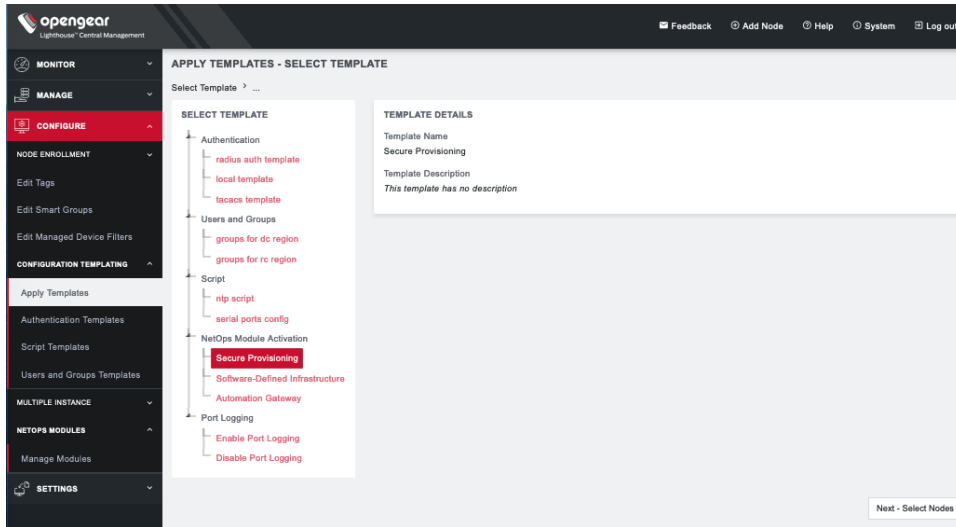 opengear
Lighthouse™ Central Management
Feedback
Add Node
Help
System
Log out
MONITOR
MANAGE
CONFIGURE
NODE ENROLLMENT
Edit Tags
Edit Smart Groups
Edit Managed Device Filters
CONFIGURATION TEMPLATING
Apply Templates
Authentication Templates
Script Templates
Users and Groups Templates
MULTIPLE INSTANCE
NETOPS MODULES
Manage Modules
SETTINGS
APPLY TEMPLATES - SELECT TEMPLATE
Select Template > ...
SELECT TEMPLATE
Authentication
radius auth template
local template
tacacs template
Users and Groups
groups for dc region
groups for rc region
Script
ntp script
serial ports config
NetOps Module Activation
Secure Provisioning
Software-Defined Infrastructure
Automation Gateway
Port Logging
Enable Port Logging
Disable Port Logging
TEMPLATE DETAILS
Template Name
Secure Provisioning
Template Description
This template has no description
Next - Select Nodes